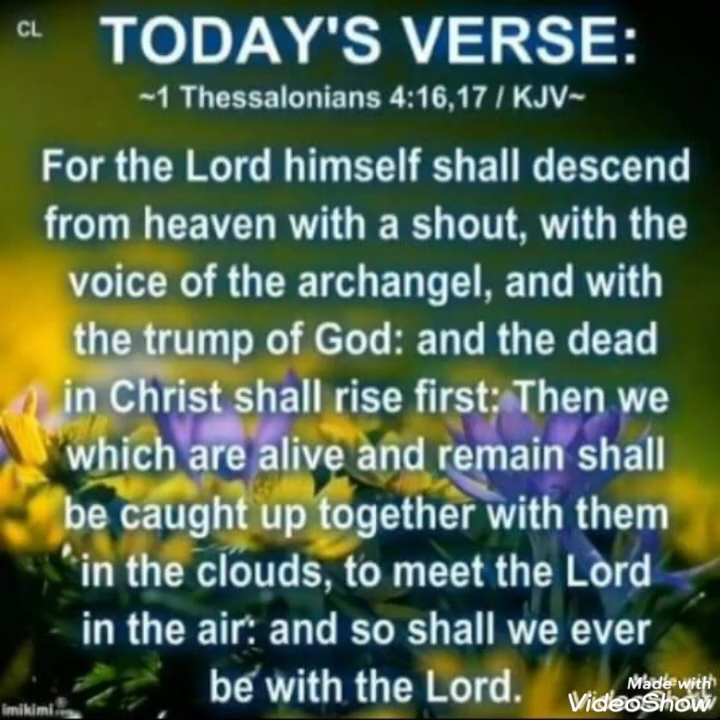 CL
TODAY'S VERSE:
~1 Thessalonians 4:16,17 / KJV~
For the Lord himself shall descend
from heaven with a shout, with the
voice of the archangel, and with
the trump of God: and the dead
in Christ shall rise first: Then we
which are alive and remain shall
be caught up together with them
in the clouds, to meet the Lord
in the air: and so shall we ever
be with the Lord.
Made with
VideoShow
imikimi